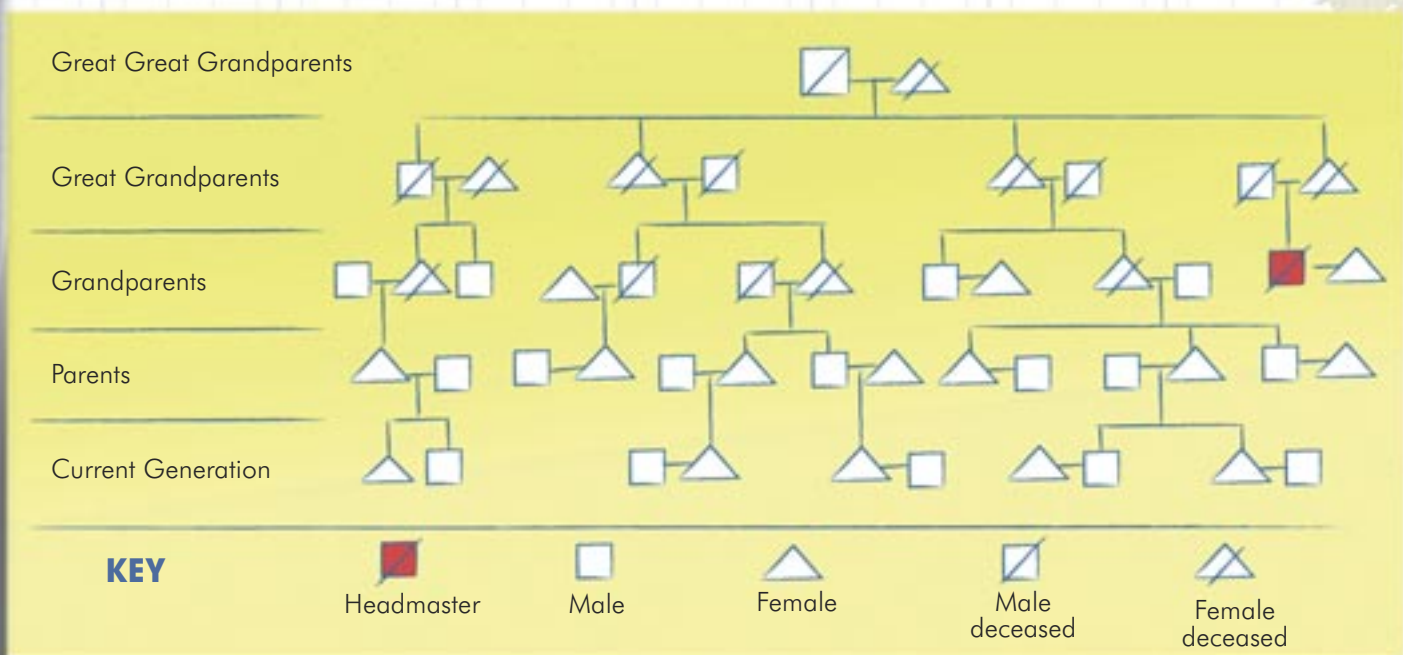 Great Great Grandparents
Great Grandparents
Grandparents
Parents
Current Generation
KEY
Headmaster
Male
Female
Male
deceased
Female
deceased